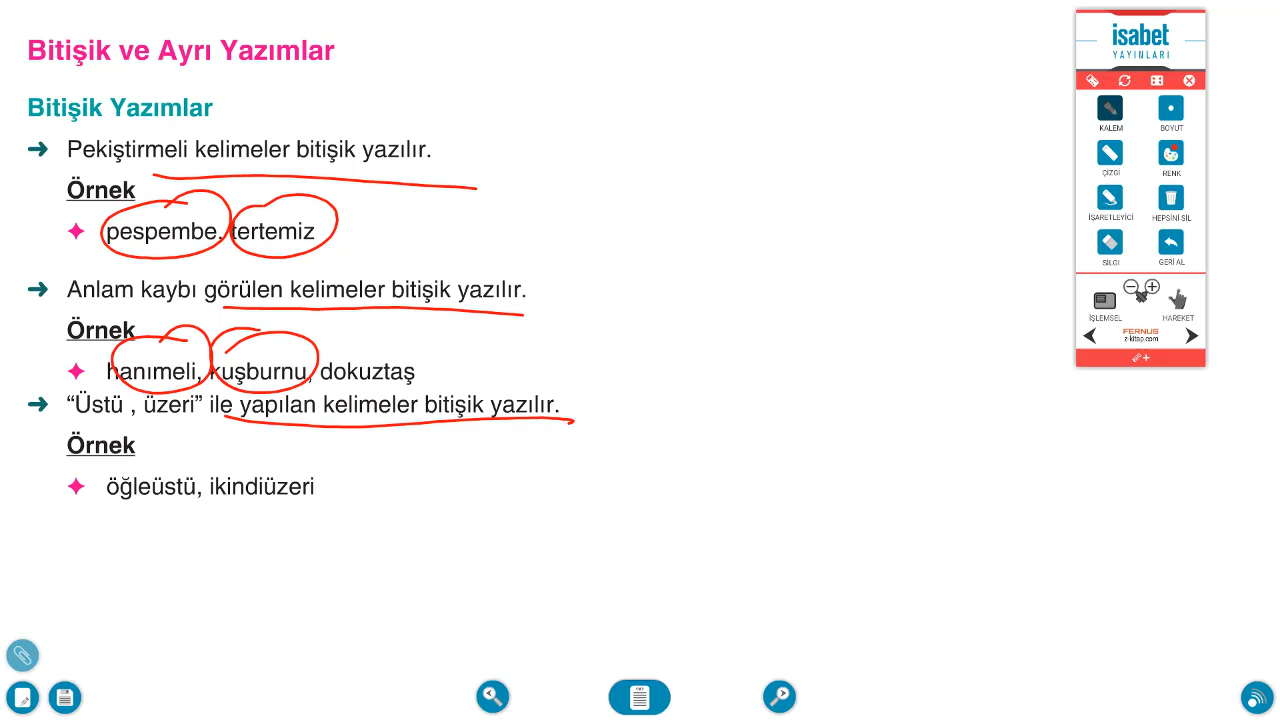 Bitişik ve Ayrı Yazımlar
Bitişik Yazımlar
Pekiştirmeli kelimeler bitişik yazılır.
Örnek
pespembe. tertemiz
Anlam kaybı görülen kelimeler bitişik yazılır.
Örnek
hanımeli, kuşburnu, dokuztaş
“Üstü , üzeri” ile yapılan kelimeler bitişik yazılır.
Örnek
öğleüstü, ikindiüzeri
isabet
YAYINLARI
KALEM
BOYUT
ÇİZGİ
RENK
İŞARETLEYİCİ
HEPSİNİ SİL
SİLGİ
GERİ AL
İŞLEMSEL
HAREKET
FERNUS
z-kitap.com